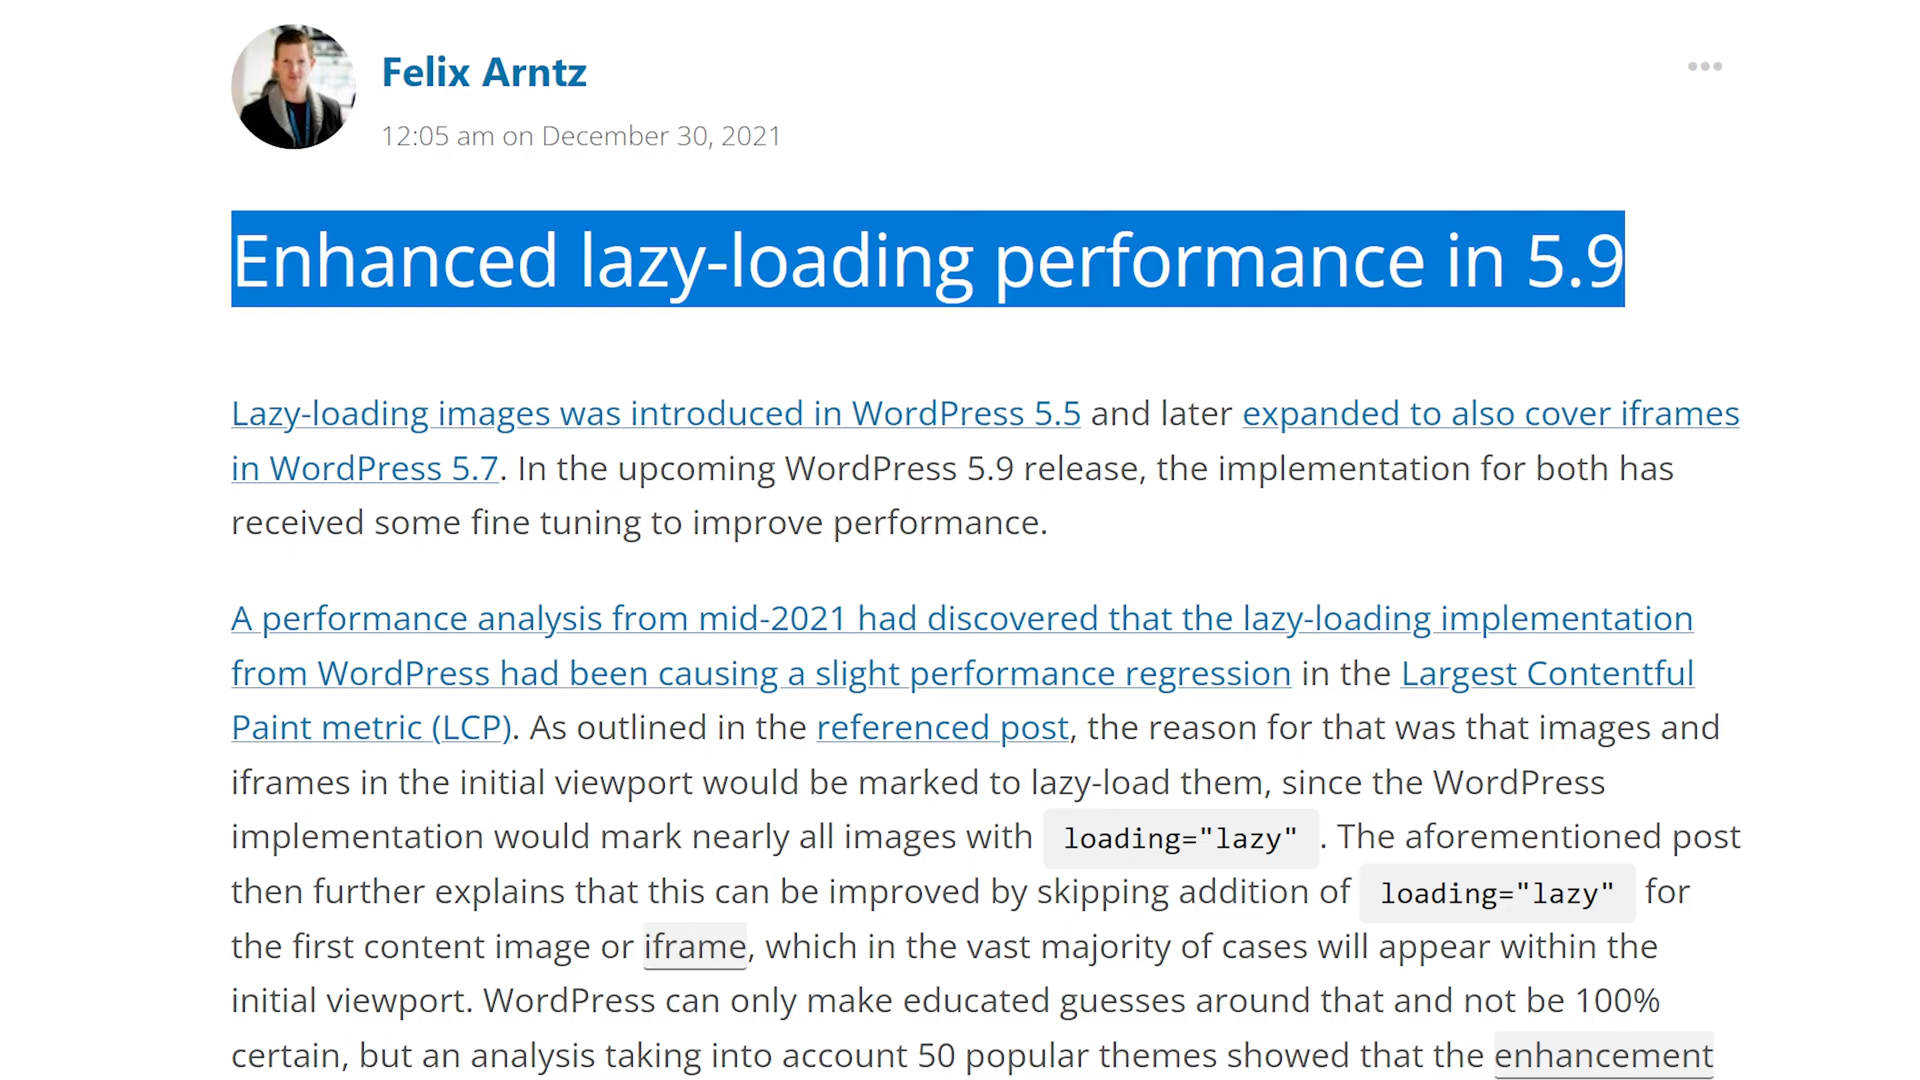 Felix Arntz
12:05 am on December 30, 2021
Enhanced lazy-loading performance in 5.9
Lazy-loading images was introduced in WordPress 5.5 and later expanded to also cover iframes
in WordPress 5.7. In the upcoming WordPress 5.9 release, the implementation for both has
received some fine tuning to improve performance.
A performance analysis from mid-2021 had discovered that the lazy-loading implementation
from WordPress had been causing a slight performance regression in the Largest Contentful
Paint metric (LCP). As outlined in the referenced post, the reason for that was that images and
iframes in the initial viewport would be marked to lazy-load them, since the WordPress
implementation would mark nearly all images with loading="lazy" . The aforementioned post
then further explains that this can be improved by skipping addition of loading="lazy" for
the first content image or iframe, which in the vast majority of cases will appear within the
initial viewport. WordPress can only make educated guesses around that and not be 100%
certain, but an analysis taking into account 50 popular themes showed that the enhancement